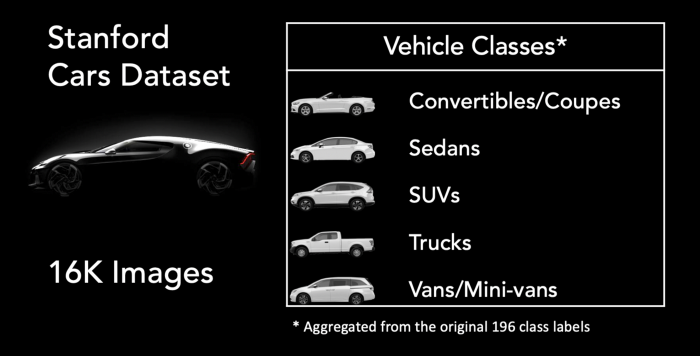 Stanford
Cars Dataset
16K Images
Vehicle Classes*
Convertibles/Coupes
Sedans
SUVs
Trucks
Vans/Mini-vans
* Aggregated from the original 196 class labels